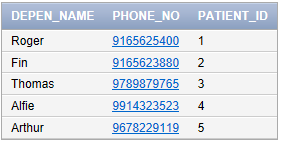 DEPEN_NAME PHONE_NO PATIENT_ID
Roger 9165625400 1
Fin 9165623880 2
Thomas 9789879765 3
Alfie 9914323523 4
Arthur 9678229119 5